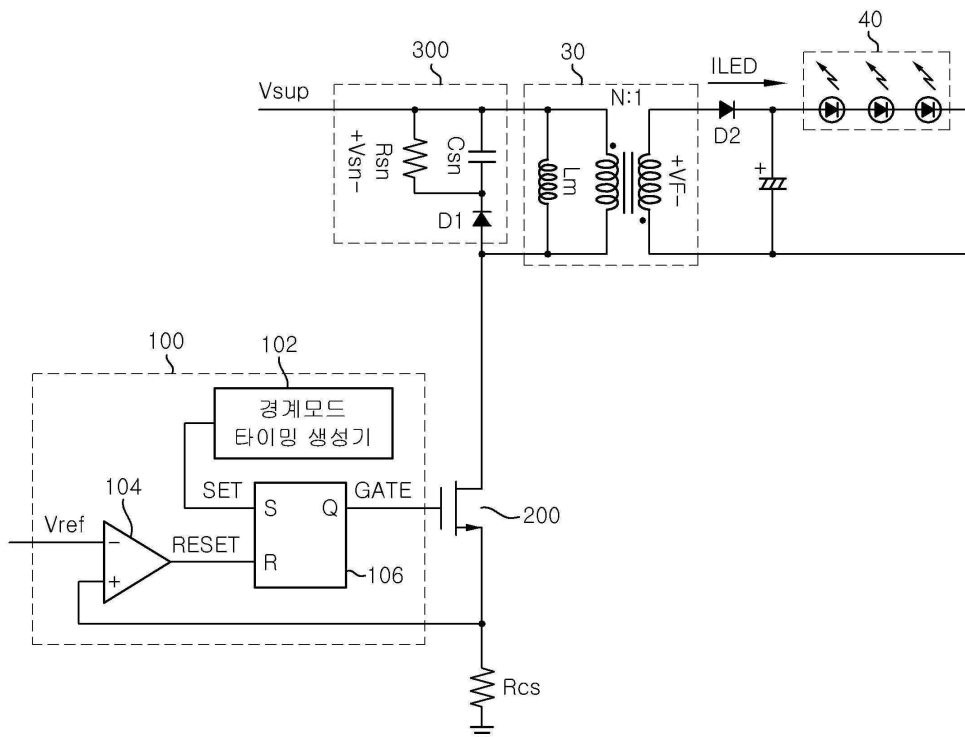 300
30
40
Vsup
ILED
N:1
+Vsn-
Rsn
Csn
D1
Lm
+VF-
D2
+
100
102
경계모드
타이밍 생성기
104
SET
S
Q
GATE
200
Vref
-
+
RESET
R
106
Rcs